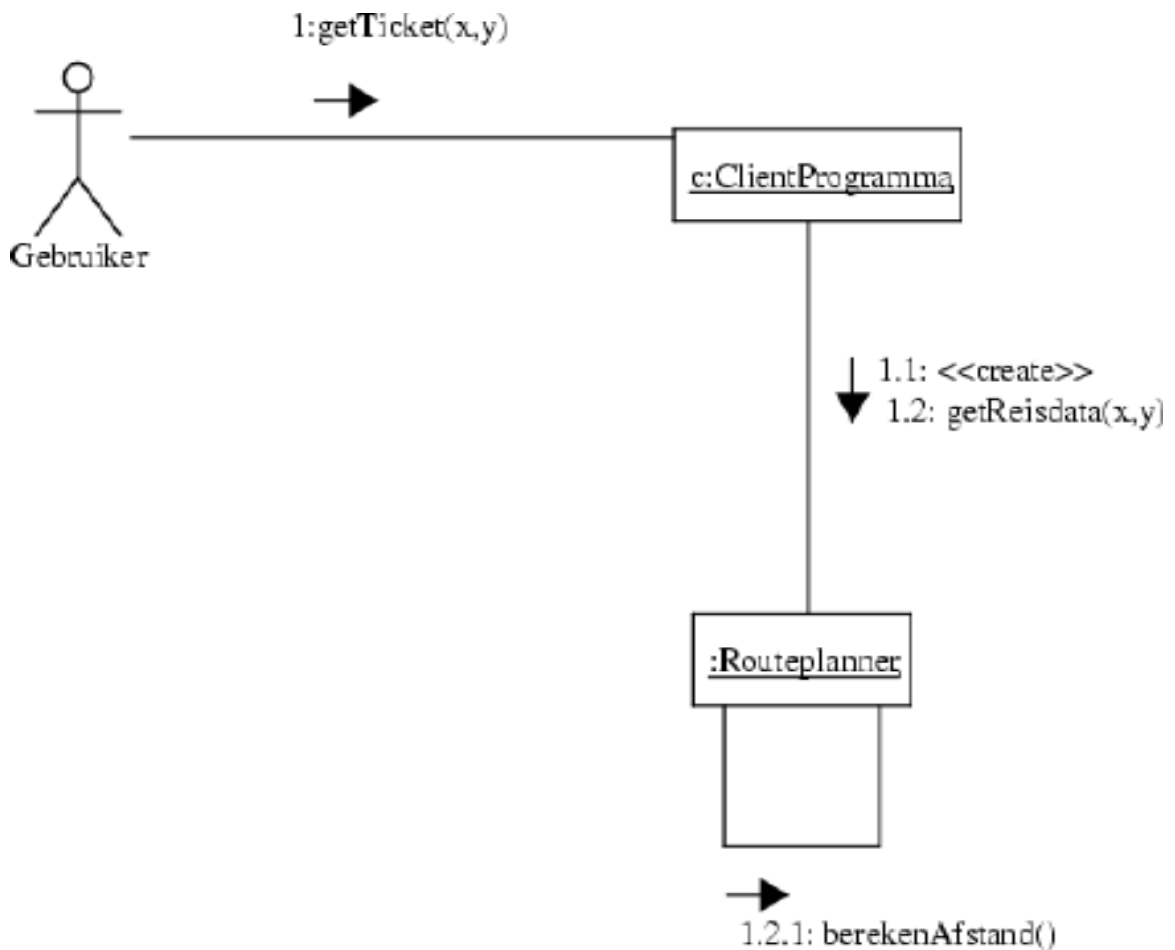 1:getTicket(x,y)
c:ClientProgramma
Gebruiker
1.1: <<create>>
1.2: getReisdata(x,y)
:Routeplanner
1.2.1: berekenAfstand()